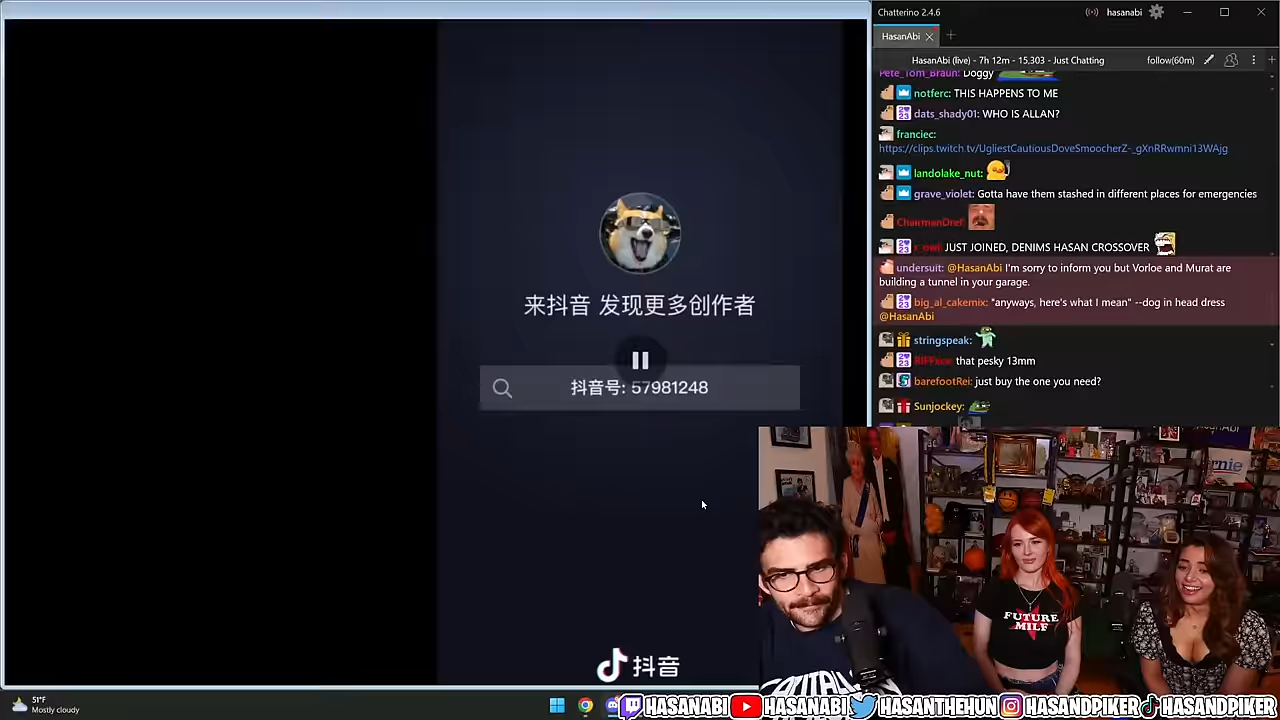 Chatterino 2.4.6
hasanabi
HasanAbi
HasanAbi (live) - 7h 12m - 15,303 - Just Chatting
follow(60m)
Pete_Tom_Braun: Doggy
notferc: THIS HAPPENS TO ME
dats_shady01: WHO IS ALLAN?
franciec:
https://clips.twitch.tv/UgliestCautiousDoveSmoocherZ-_gXnRRwmni13WAjg
landolake_nut:
grave_violet: Gotta have them stashed in different places for emergencies
ChairmanDref:
r_owl: JUST JOINED, DENIMS HASAN CROSSOVER
undersuit: @HasanAbi I'm sorry to inform you but Vorloe and Murat are
building a tunnel in your garage.
big_al_cakemix: "anyways, here's what I mean" --dog in head dress
@HasanAbi
stringspeak:
that pesky 13mm
barefootRei: just buy the one you need?
Sunjockey:
来抖音 发现更多创作者
抖音号: 57981248
抖音
FUTURE
MILF
51°F
Mostly cloudy
HASANABI
HASANABI
HASANTHEHUN
HASANDPIKER
HASANDPIKER